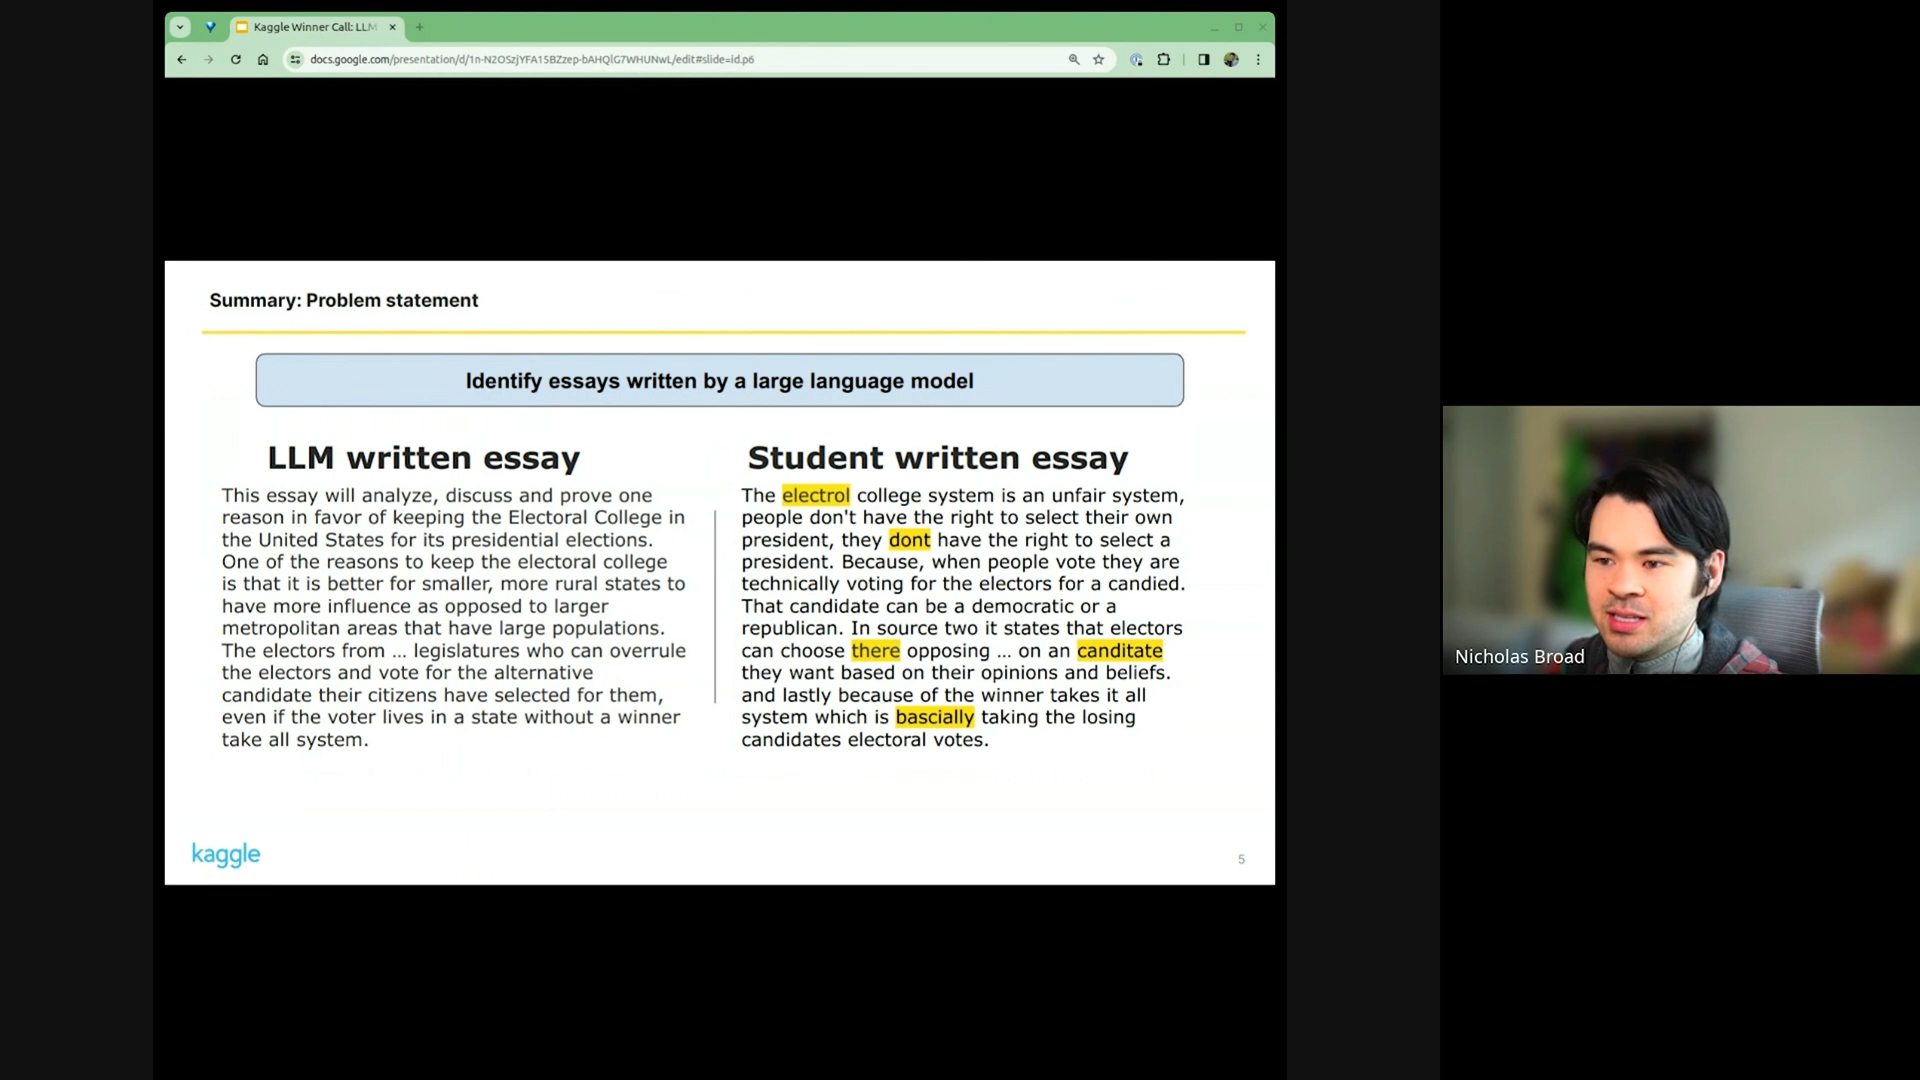 Kaggle Winner Call: LLM
docs.google.com/presentation/d/1n-N2OSzjYFA15BZzep-bAHQlG7WHUNwL/edit#slide=id.p6
Summary: Problem statement
Identify essays written by a large language model
LLM written essay
This essay will analyze, discuss and prove one
reason in favor of keeping the Electoral College in
the United States for its presidential elections.
One of the reasons to keep the electoral college
is that it is better for smaller, more rural states to
have more influence as opposed to larger
metropolitan areas that have large populations.
The electors from ... legislatures who can overrule
the electors and vote for the alternative
candidate their citizens have selected for them,
even if the voter lives in a state without a winner
take all system.
Student written essay
The electrol college system is an unfair system,
people don't have the right to select their own
president, they dont have the right to select a
president. Because, when people vote they are
technically voting for the electors for a candied.
That candidate can be a democratic or a
republican. In source two it states that electors
can choose there opposing ... on an canditate
they want based on their opinions and beliefs.
and lastly because of the winner takes it all
system which is bascially taking the losing
candidates electoral votes.
kaggle
5
Nicholas Broad